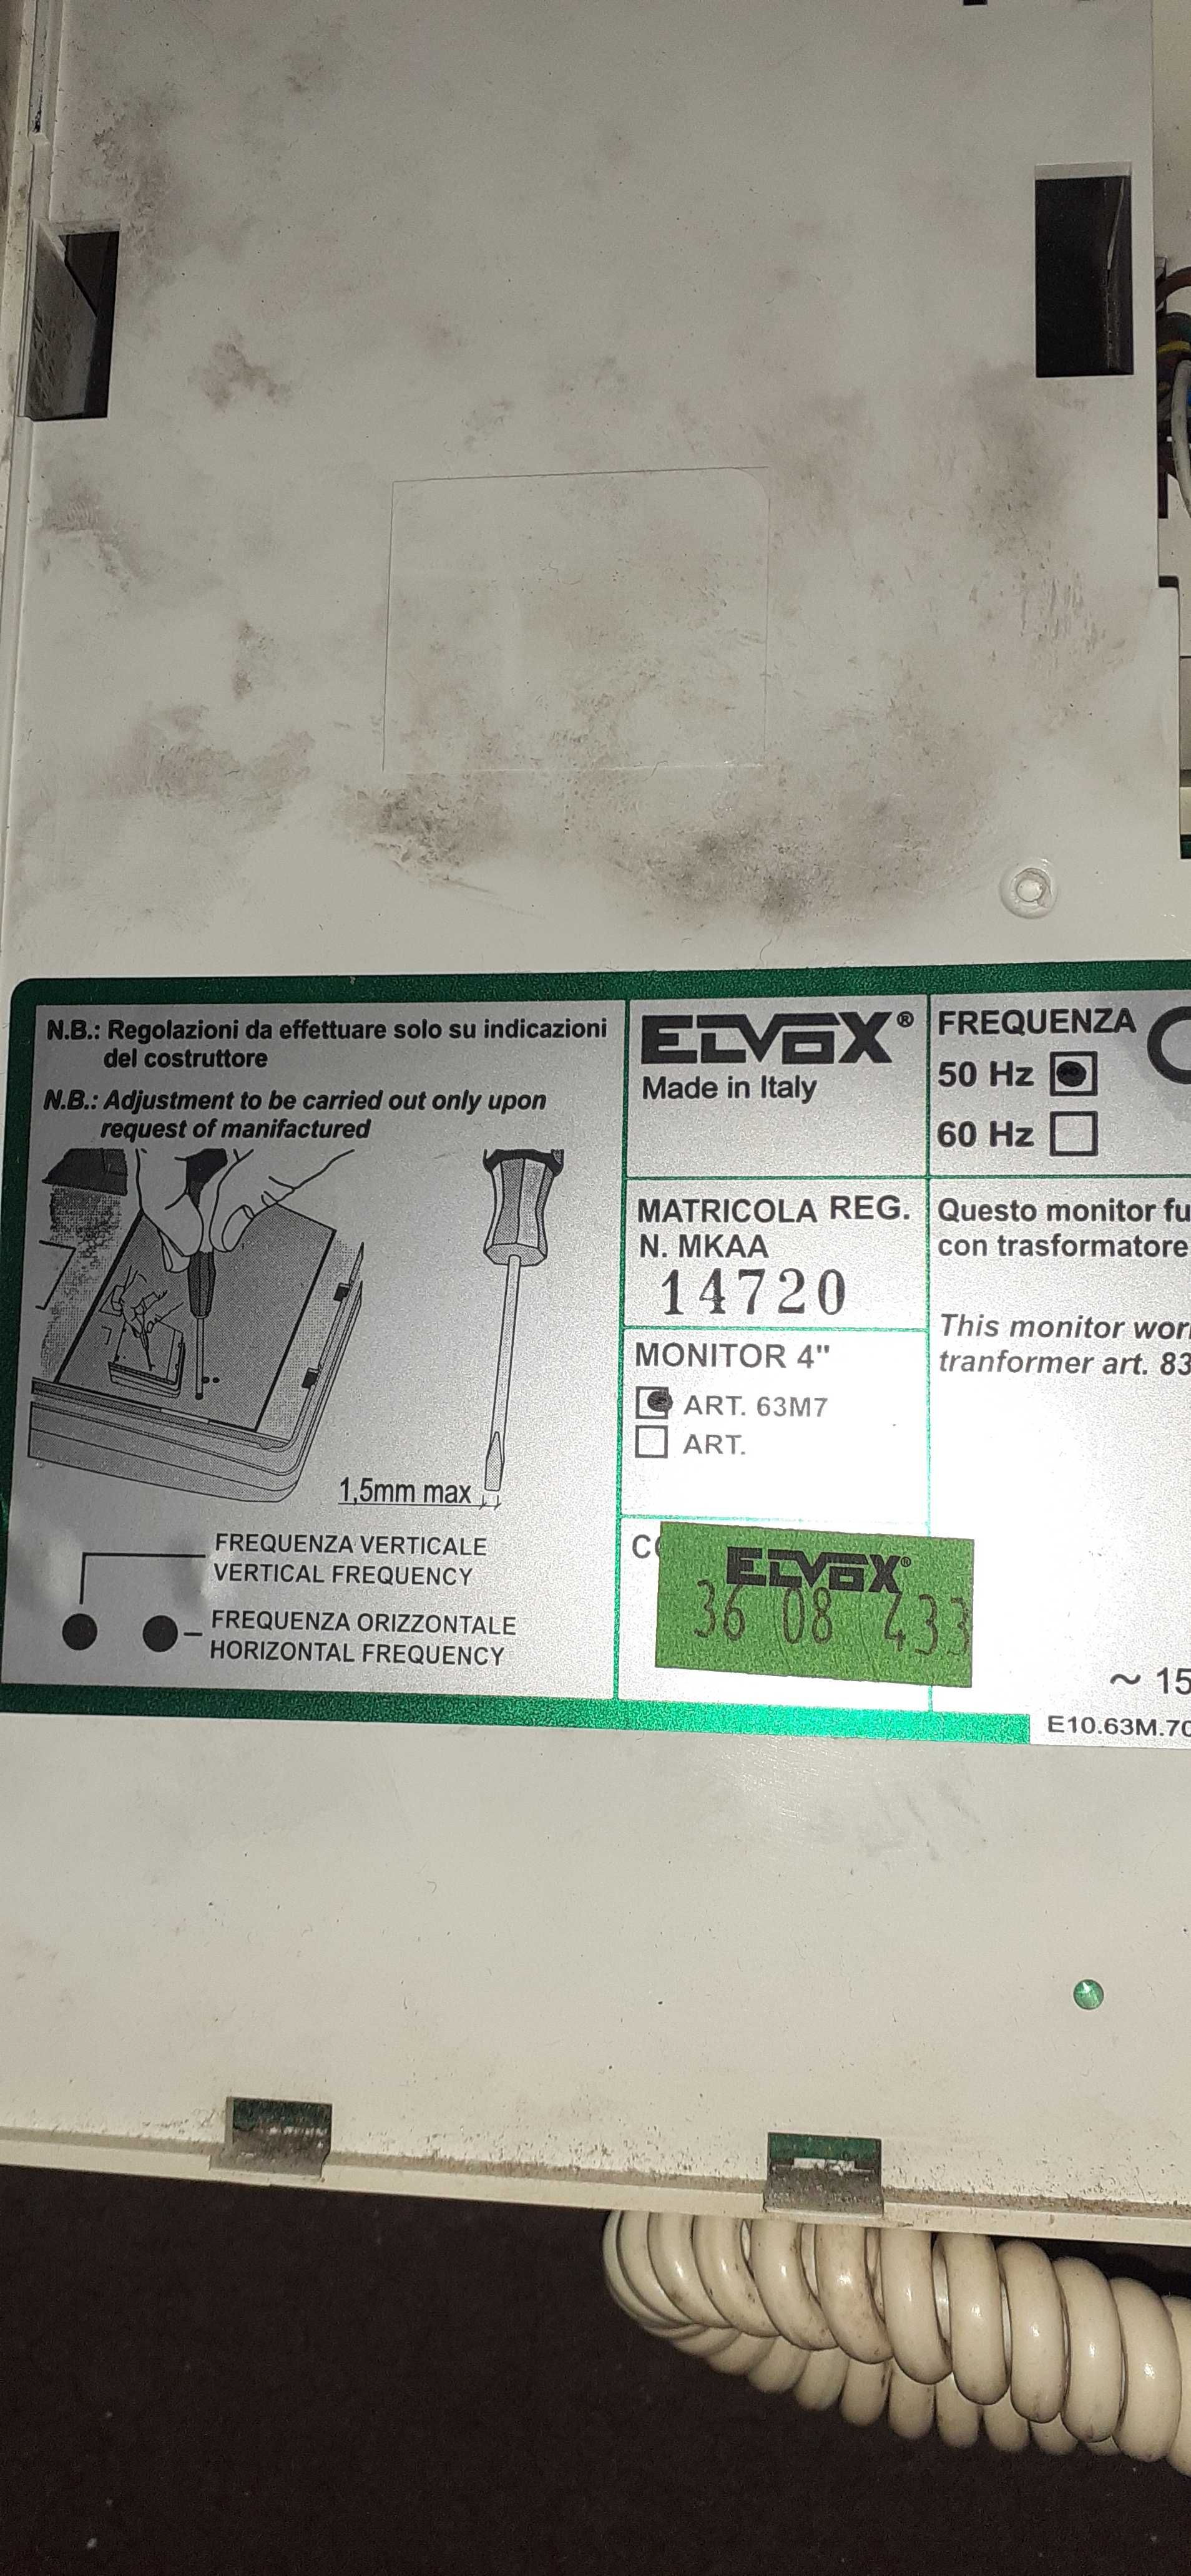 N.B.: Regolazioni da effettuare solo su indicazioni
del costruttore
N.B.: Adjustment to be carried out only upon
request of manifactured
1,5mm max
FREQUENZA VERTICALE
VERTICAL FREQUENCY
FREQUENZA ORIZZONTALE
HORIZONTAL FREQUENCY
ELVOX®
Made in Italy
MATRICOLA REG.
N. MKAA
14720
MONITOR 4"
ART. 63M7
ART.
ELVOX®
36 08 433
FREQUENZA
50 Hz
60 Hz
Questo monitor fu
con trasformatore
This monitor wor
tranformer art. 83
~ 15
E10.63M.70